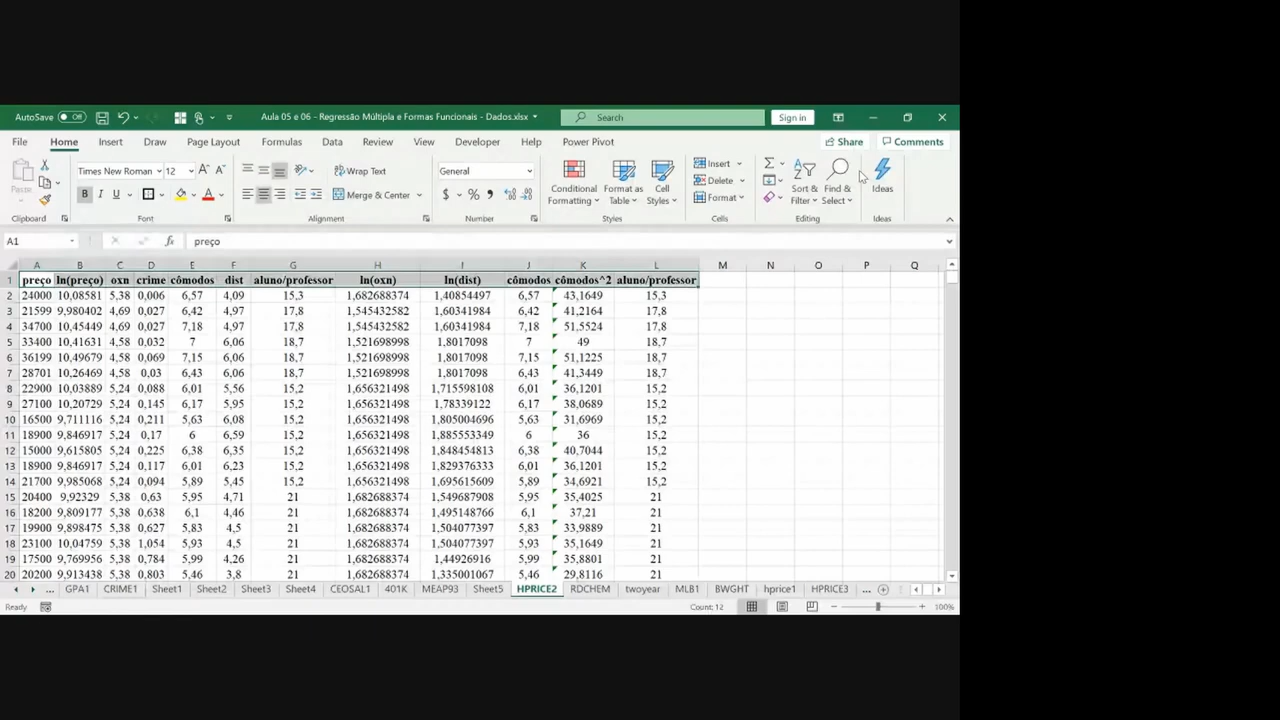 AutoSave Off Aula 05 e 06 - Regressão Múltipla e Formas Funcionais - Dados.xlsx Search Sign in
File Home Insert Draw Page Layout Formulas Data Review View Developer Help Power Pivot Share Comments
Paste Times New Roman 12 Wrap Text General Conditional Formatting Format as Table Cell Styles Insert Sort & Filter Find & Select Ideas
B I U Merge & Center $ % Delete
Format
Clipboard Font Alignment Number Styles Cells Editing Ideas
A1 fx preço
A B C D E F G H I J K L M N O P Q
1 preço ln(preço) oxn crime cômodos dist aluno/professor ln(oxn) ln(dist) cômodos cômodos^2 aluno/professor
2 24000 10,08581 5,38 0,006 6,57 4,09 15,3 1,682688374 1,40854497 6,57 43,1649 15,3
3 21599 9,980402 4,69 0,027 6,42 4,97 17,8 1,545432582 1,60341984 6,42 41,2164 17,8
4 34700 10,45449 4,69 0,027 7,18 4,97 17,8 1,545432582 1,60341984 7,18 51,5524 17,8
5 33400 10,41631 4,58 0,032 7 6,06 18,7 1,521698998 1,8017098 7 49 18,7
6 36199 10,49679 4,58 0,069 7,15 6,06 18,7 1,521698998 1,8017098 7,15 51,1225 18,7
7 28701 10,26469 4,58 0,03 6,43 6,06 18,7 1,521698998 1,8017098 6,43 41,3449 18,7
8 22900 10,03889 5,24 0,088 6,01 5,56 15,2 1,656321498 1,715598108 6,01 36,1201 15,2
9 27100 10,20729 5,24 0,145 6,17 5,95 15,2 1,656321498 1,78339122 6,17 38,0689 15,2
10 16500 9,711116 5,24 0,211 5,63 6,08 15,2 1,656321498 1,805004696 5,63 31,6969 15,2
11 18900 9,846917 5,24 0,17 6 6,59 15,2 1,656321498 1,885553349 6 36 15,2
12 15000 9,615805 5,24 0,225 6,38 6,35 15,2 1,656321498 1,848454813 6,38 40,7044 15,2
13 18900 9,846917 5,24 0,117 6,01 6,23 15,2 1,656321498 1,829376333 6,01 36,1201 15,2
14 21700 9,985068 5,24 0,094 5,89 5,45 15,2 1,656321498 1,695615609 5,89 34,6921 15,2
15 20400 9,92329 5,38 0,63 5,95 4,71 21 1,682688374 1,549687908 5,95 35,4025 21
16 18200 9,809177 5,38 0,638 6,1 4,46 21 1,682688374 1,495148766 6,1 37,21 21
17 19900 9,898475 5,38 0,627 5,83 4,5 21 1,682688374 1,504077397 5,83 33,9889 21
18 23100 10,04759 5,38 1,054 5,93 4,5 21 1,682688374 1,504077397 5,93 35,1649 21
19 17500 9,769956 5,38 0,784 5,99 4,26 21 1,682688374 1,44926916 5,99 35,8801 21
20 20200 9,913438 5,38 0,803 5,46 3,8 21 1,682688374 1,335001067 5,46 29,8116 21
... GPA1 CRIME1 Sheet1 Sheet2 Sheet3 Sheet4 CEOSAL1 401K MEAP93 Sheet5 HPRICE2 RDCHEM twoyear MLB1 BWGHT hprice1 HPRICE3 ...
Ready Count: 12 100%